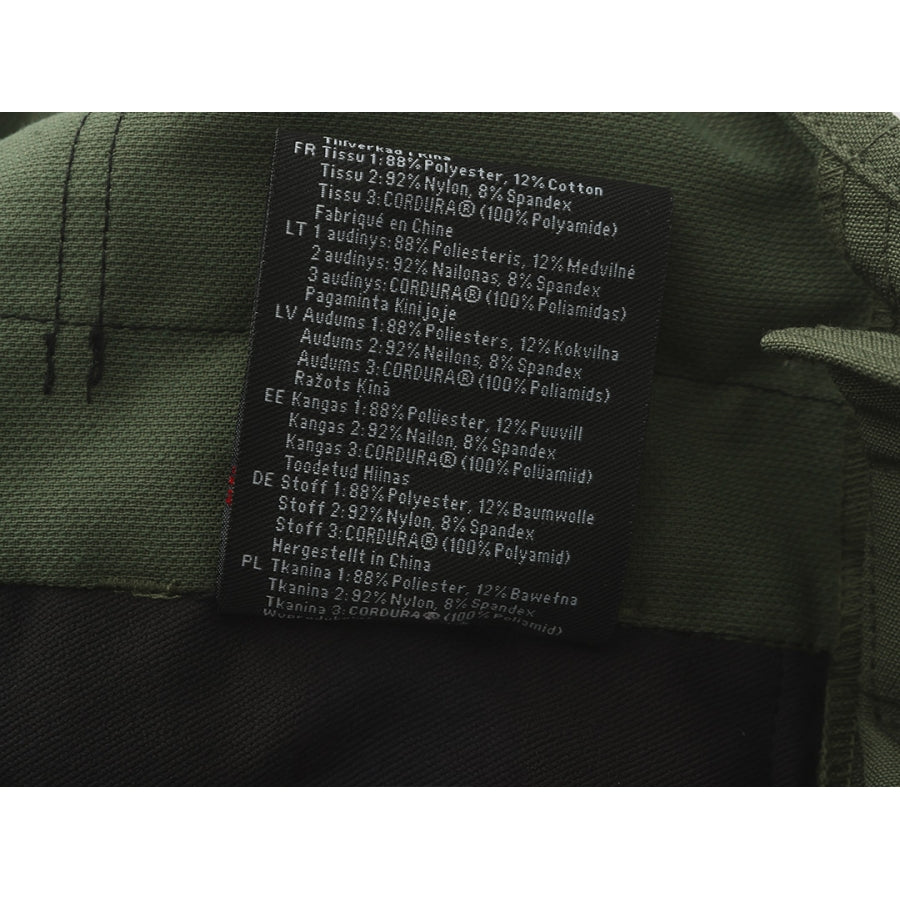 Tillverkad i Kina
FR Tissu 1:88% Polyester, 12% Cotton
Tissu 2:92% Nylon, 8% Spandex
Tissu 3:CORDURA® (100% Polyamide)
Fabriqué en Chine
LT 1 audinys:88% Poliesteris, 12% Medvilné
2 audinys:92% Nailonas, 8% Spandex
3 audinys:CORDURA® (100% Poliamidas)
Pagaminta Kinijoje
LV Audums 1:88% Poliesters, 12% Kokvilna
Audums 2:92% Neilons, 8% Spandex
Audums 3:CORDURA® (100% Poliamids)
Ražots Ķīnā
EE Kangas 1:88% Polüester, 12% Puuvill
Kangas 2:92% Nailon, 8% Spandex
Kangas 3:CORDURA® (100% Polüamiid)
Toodetud Hiinas
DE Stoff 1:88% Polyester, 12% Baumwolle
Stoff 2:92% Nylon, 8% Spandex
Stoff 3:CORDURA® (100% Polyamid)
Hergestellt in China
PL Tkanina 1:88% Poliester, 12% Bawełna
Tkanina 2:92% Nylon, 8% Spandex
Tkanina 3:CORDURA® (100% Poliamid)